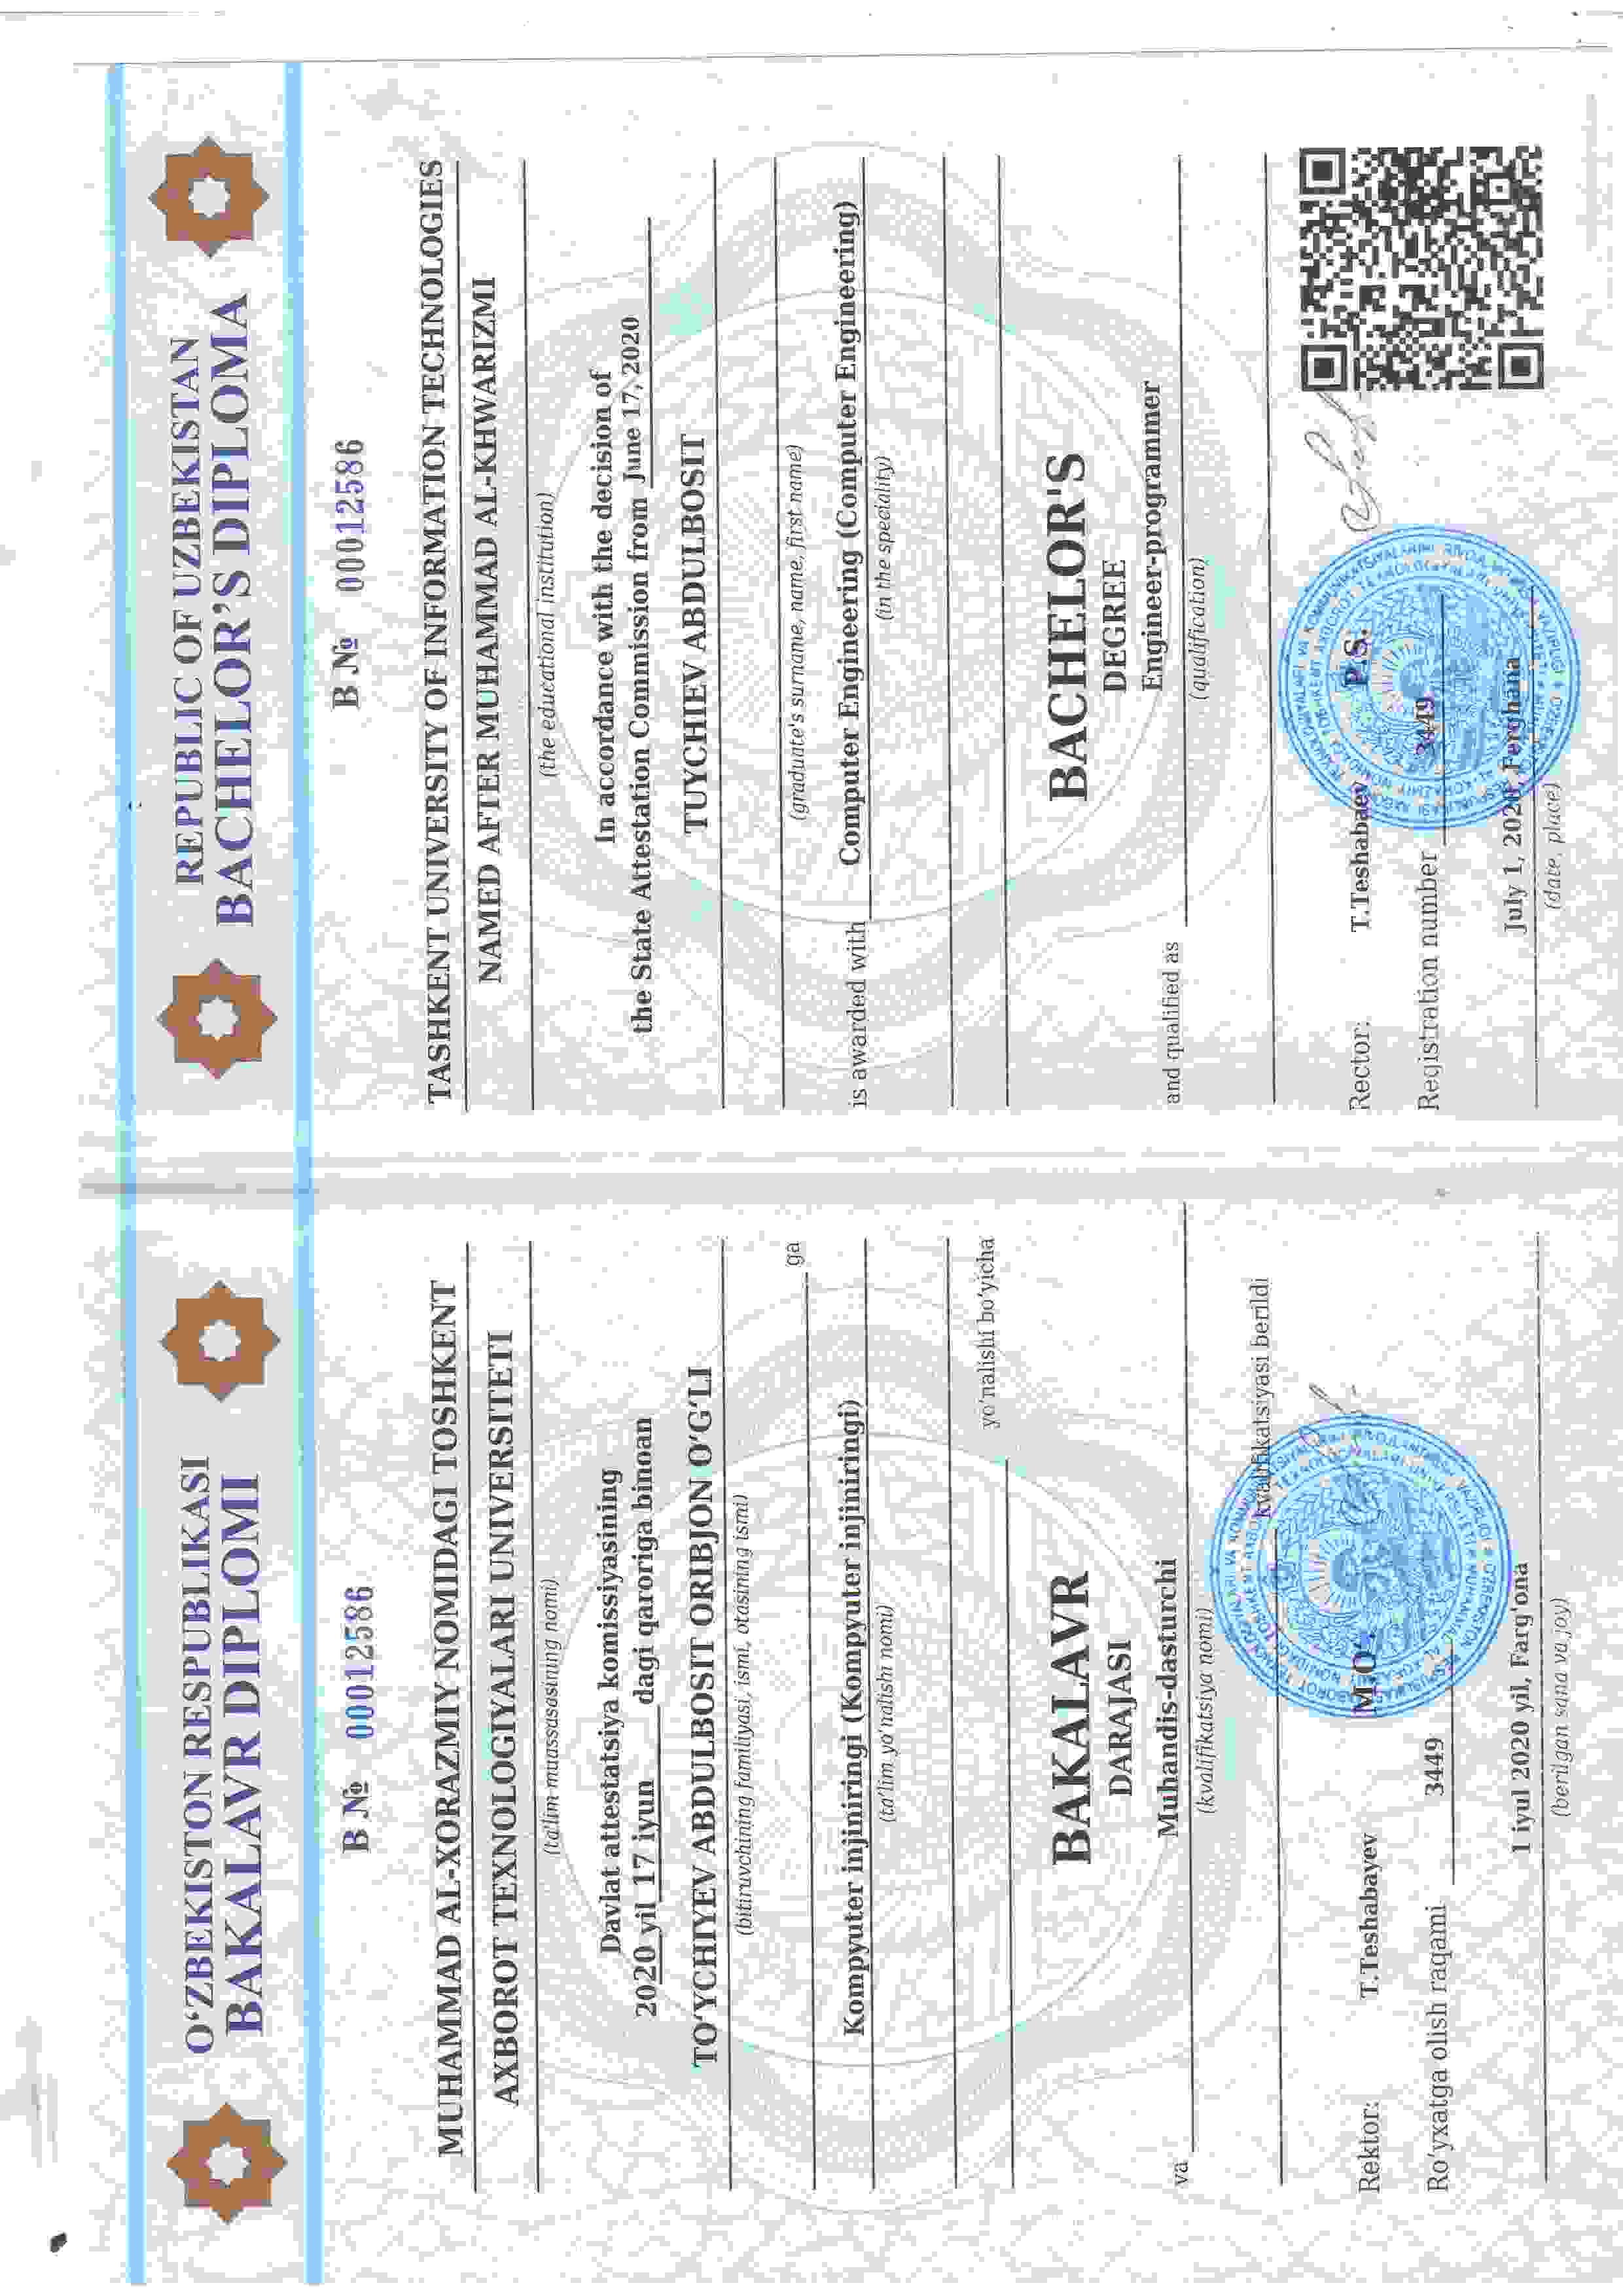 O‘ZBEKISTON RESPUBLIKASI
BAKALAVR DIPLOMI
B № 00012586
MUHAMMAD AL-XORAZMIY NOMIDAGI TOSHKENT
AXBOROT TEXNOLOGIYALARI UNIVERSITETI
(ta'lim muassasasining nomi)
Davlat attestatsiya komissiyasining
2020 yil 17 iyun dagi qaroriga binoan
TO‘YCHIYEV ABDULBOSIT ORIBJON O‘G‘LI
(bitiruvchining familiyasi, ismi, otasining ismi)
ga
Kompyuter injiniringi (Kompyuter injiniringi)
(ta'lim yo'nalishi nomi)
yo'nalishi bo'yicha
BAKALAVR
DARAJASI
Muhandis-dasturchi
va
(kvalifikatsiya nomi)
kvalifikatsiyasi berildi
Rektor: T.Teshabayev M.O‘.
Ro'yxatga olish raqami 3449
1 iyul 2020 yil, Farg'ona
(berilgan sana va joy)
REPUBLIC OF UZBEKISTAN
BACHELOR’S DIPLOMA
B № 00012586
TASHKENT UNIVERSITY OF INFORMATION TECHNOLOGIES
NAMED AFTER MUHAMMAD AL-KHWARIZMI
(the educational institution)
In accordance with the decision of
the State Attestation Commission from June 17, 2020
TUYCHIEV ABDULBOSIT
(graduate's surname, name, first name)
is awarded with Computer Engineering (Computer Engineering)
(in the speciality)
BACHELOR'S
DEGREE
Engineer-programmer
and qualified as
(qualification)
Rector: T.Teshabaev P.S.
Registration number 3449
July 1, 2020, Ferghana
(date, place)